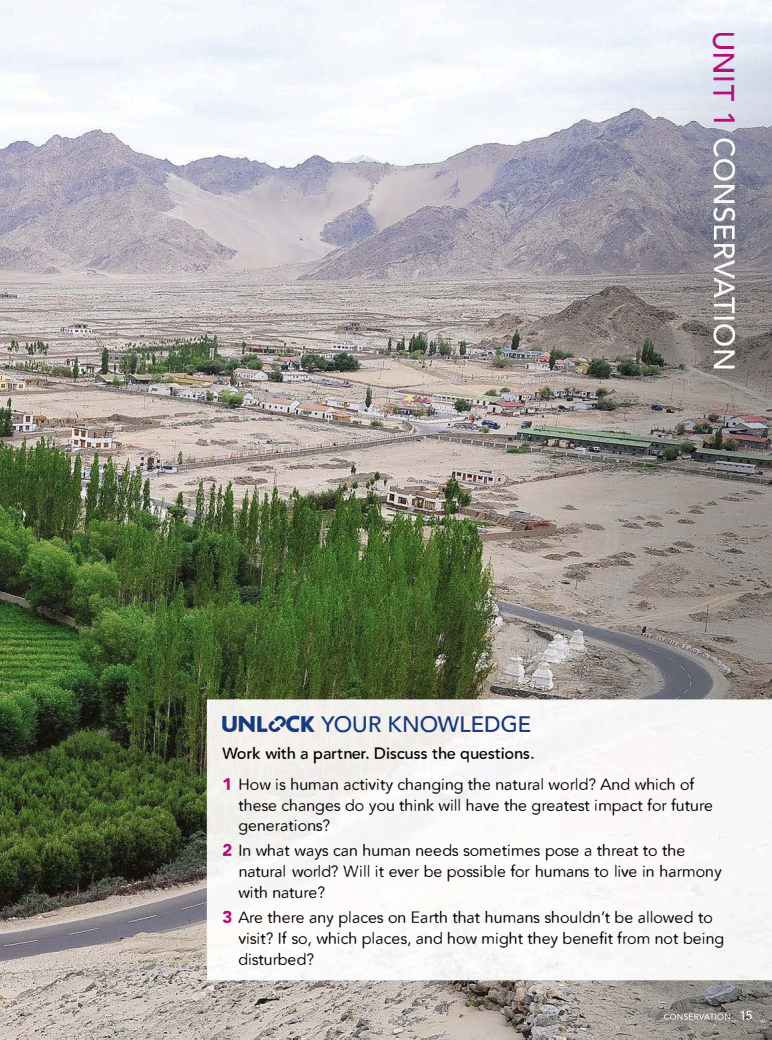 UNIT 1 CONSERVATION
UNLOCK YOUR KNOWLEDGE
Work with a partner. Discuss the questions.
1 How is human activity changing the natural world? And which of
these changes do you think will have the greatest impact for future
generations?
2 In what ways can human needs sometimes pose a threat to the
natural world? Will it ever be possible for humans to live in harmony
with nature?
3 Are there any places on Earth that humans shouldn't be allowed to
visit? If so, which places, and how might they benefit from not being
disturbed?
CONSERVATION 15